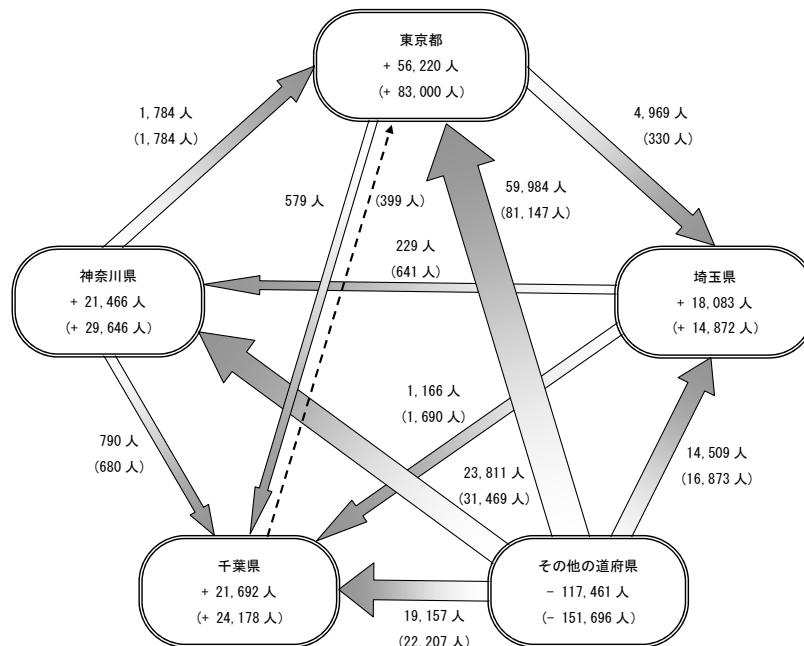 東京都
+ 56,220 人
(+ 83,000 人)
1,784 人
(1,784 人)
4,969 人
(330 人)
579 人
(399 人)
59,984 人
(81,147 人)
229 人
(641 人)
神奈川県
+ 21,466 人
(+ 29,646 人)
埼玉県
+ 18,083 人
(+ 14,872 人)
1,166 人
(1,690 人)
790 人
(680 人)
23,811 人
(31,469 人)
14,509 人
(16,873 人)
千葉県
+ 21,692 人
(+ 24,178 人)
その他の道府県
− 117,461 人
(− 151,696 人)
19,157 人
(22,207 人)